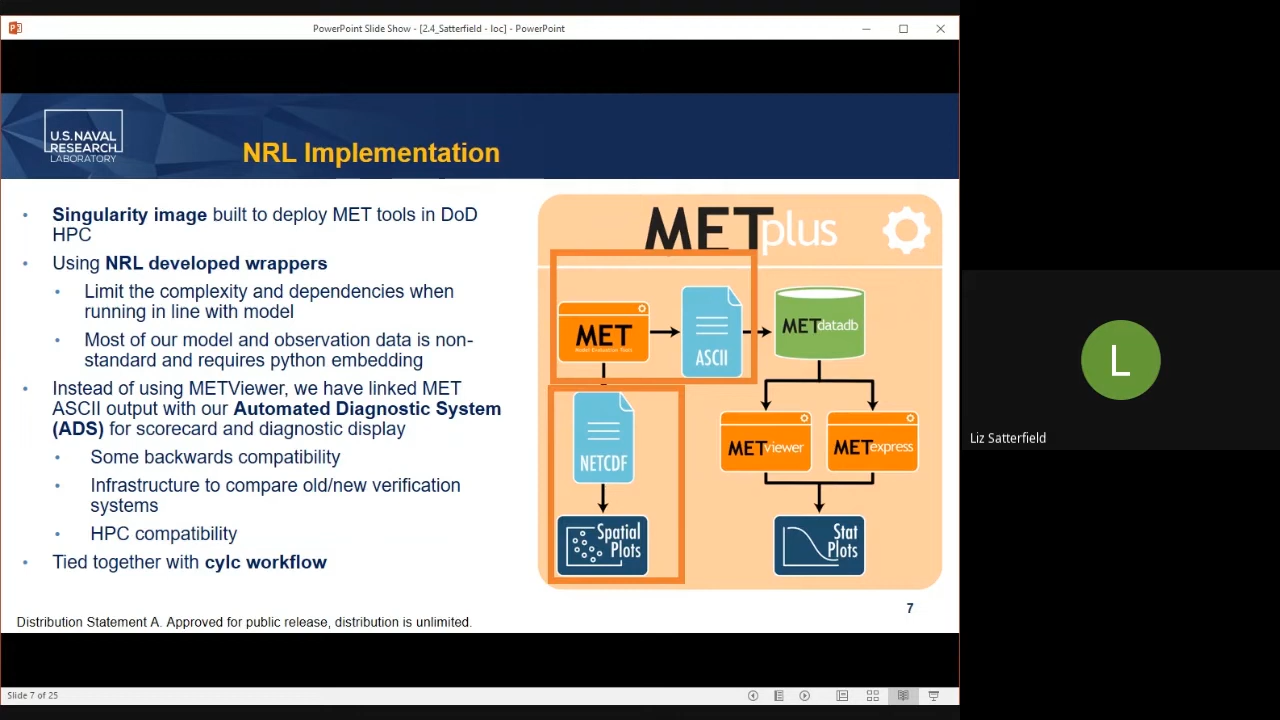 PowerPoint Slide Show - [2.4_Satterfield - loc] - PowerPoint
U.S. NAVAL
RESEARCH
LABORATORY
NRL Implementation
• Singularity image built to deploy MET tools in DoD
HPC
• Using NRL developed wrappers
• Limit the complexity and dependencies when
running in line with model
• Most of our model and observation data is non-
standard and requires python embedding
• Instead of using METViewer, we have linked MET
ASCII output with our Automated Diagnostic System
(ADS) for scorecard and diagnostic display
• Some backwards compatibility
• Infrastructure to compare old/new verification
systems
• HPC compatibility
• Tied together with cylc workflow
METplus
MET
Model Evaluation Tools
ASCII
METdatadb
NETCDF
METviewer
METexpress
Spatial
Plots
Stat
Plots
7
Distribution Statement A. Approved for public release, distribution is unlimited.
Slide 7 of 25
L
Liz Satterfield